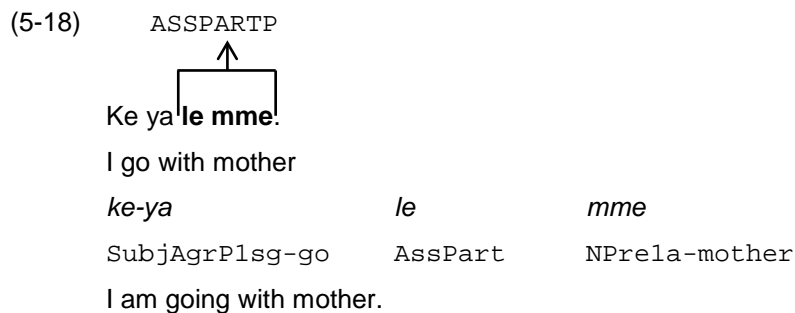 (5-18) ASSPARTP
Ke ya le mme.
I go with mother
ke-ya le mme
SubjAgrP1sg-go AssPart NPre1a-mother
I am going with mother.